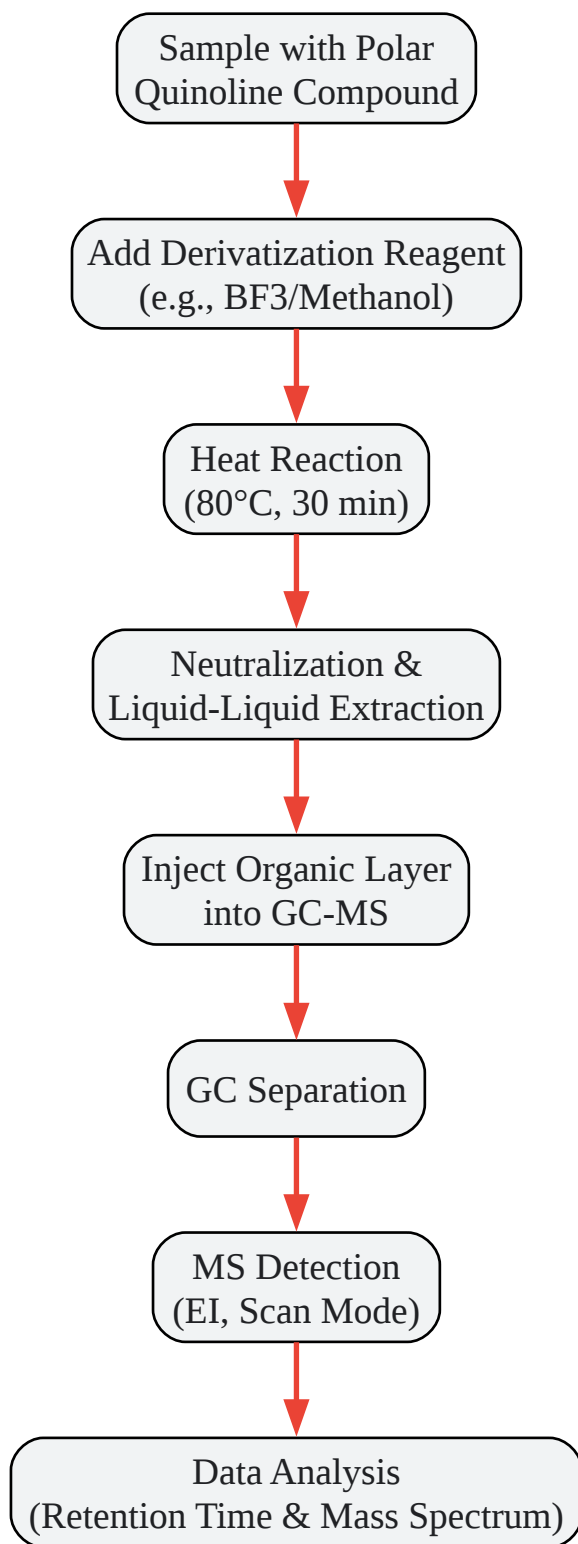 Sample with Polar
Quinoline Compound
Add Derivatization Reagent
(e.g., BF3/Methanol)
Heat Reaction
(80°C, 30 min)
Neutralization &
Liquid-Liquid Extraction
Inject Organic Layer
into GC-MS
GC Separation
MS Detection
(EI, Scan Mode)
Data Analysis
(Retention Time & Mass Spectrum)